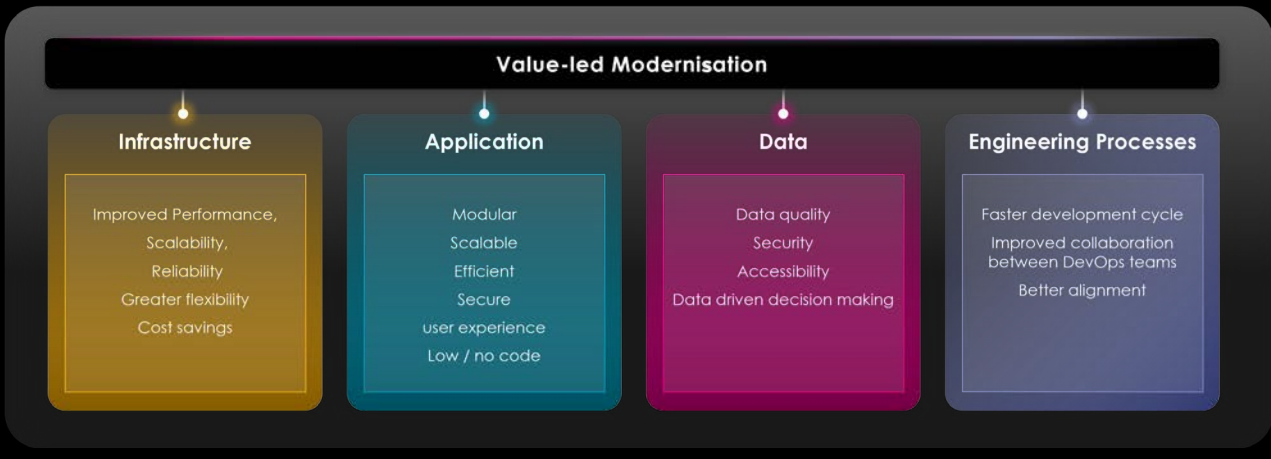 Value-led Modernisation
Infrastructure
Improved Performance,
Scalability,
Reliability
Greater flexibility
Cost savings
Application
Modular
Scalable
Efficient
Secure
user experience
Low / no code
Data
Data quality
Security
Accessibility
Data driven decision making
Engineering Processes
Faster development cycle
Improved collaboration
between DevOps teams
Better alignment